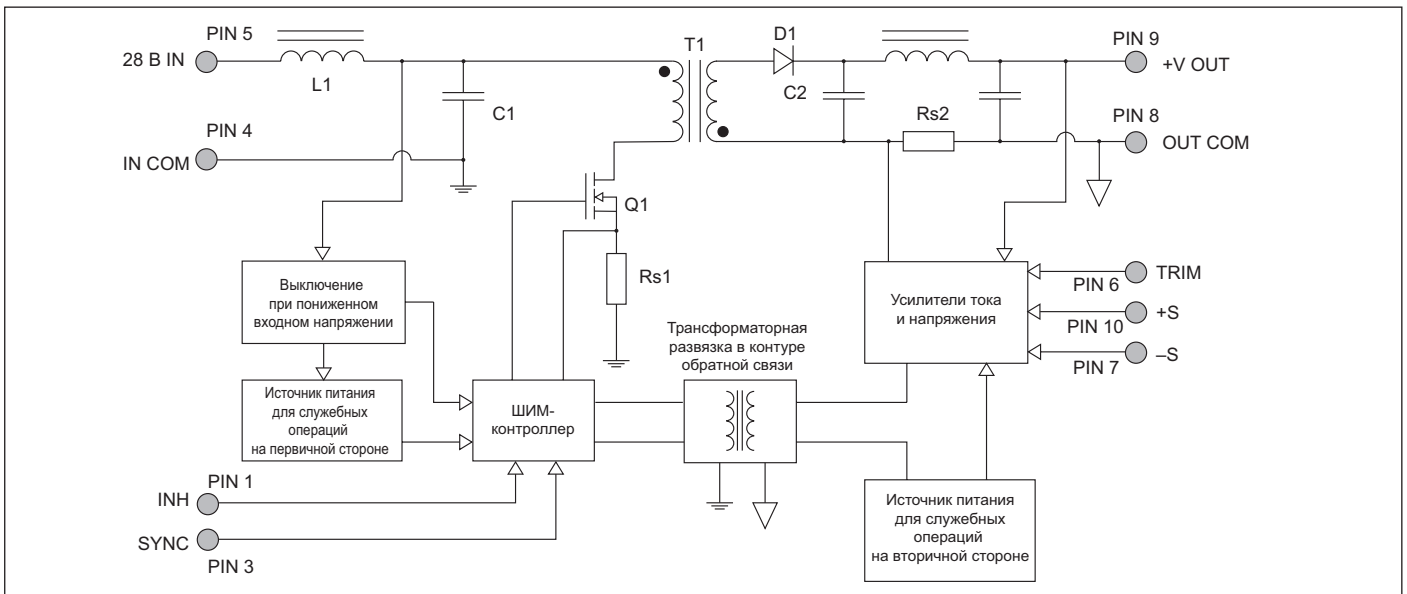 PIN 5
28 В IN
L1
PIN 4
IN COM
C1
T1
D1
C2
Rs2
PIN 9
+V OUT
PIN 8
OUT COM
Q1
Rs1
Выключение
при пониженном
входном напряжении
Источник питания
для служебных
операций
на первичной стороне
ШИМ-
контроллер
Трансформаторная
развязка в контуре
обратной связи
Усилители тока
и напряжения
TRIM
PIN 6
+S
PIN 10
–S
PIN 7
Источник питания
для служебных
операций
на вторичной стороне
PIN 1
INH
SYNC
PIN 3